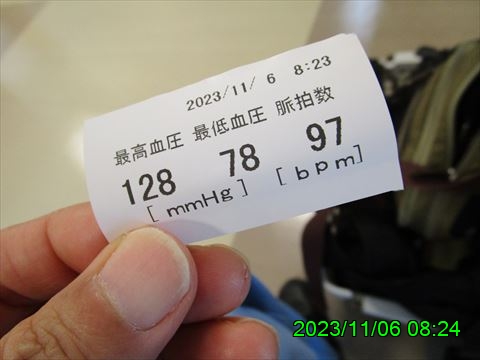 2023/11/ 6 8:23
最高血圧 最低血圧 脈拍数
128 78 97
[ mmHg ] [ bpm ]
2023/11/06 08:24